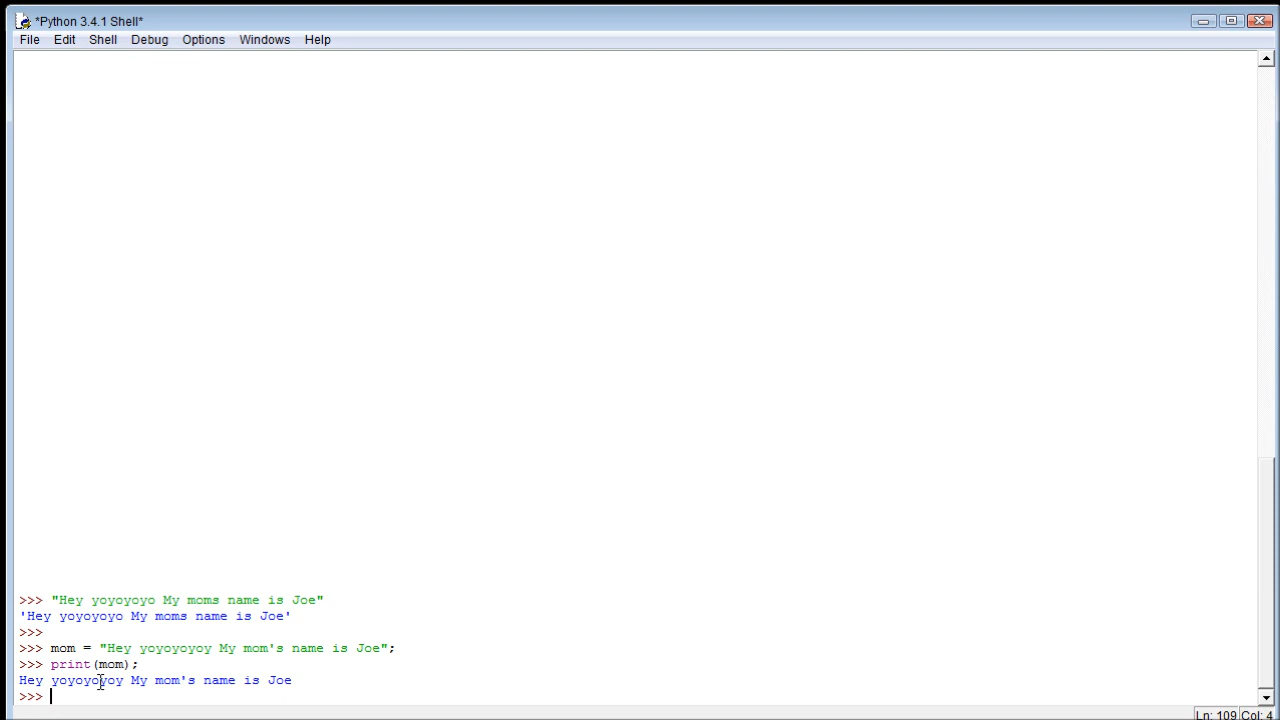 *Python 3.4.1 Shell*
File Edit Shell Debug Options Windows Help
>>> "Hey yoyoyoyo My moms name is Joe"
'Hey yoyoyoyo My moms name is Joe'
>>>
>>> mom = "Hey yoyoyoyoy My mom's name is Joe";
>>> print(mom);
Hey yoyoyoyoy My mom's name is Joe
>>>
Ln: 109 Col: 4